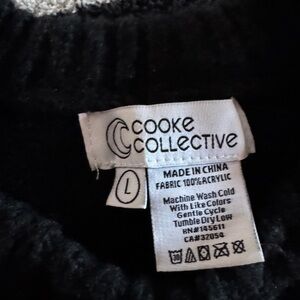 COOKE
COLLECTIVE
L
MADE IN CHINA
FABRIC 100% ACRYLIC
Machine Wash Cold
With Like Colors
Gentle Cycle
Tumble Dry Low
RN#145611
CA#32054